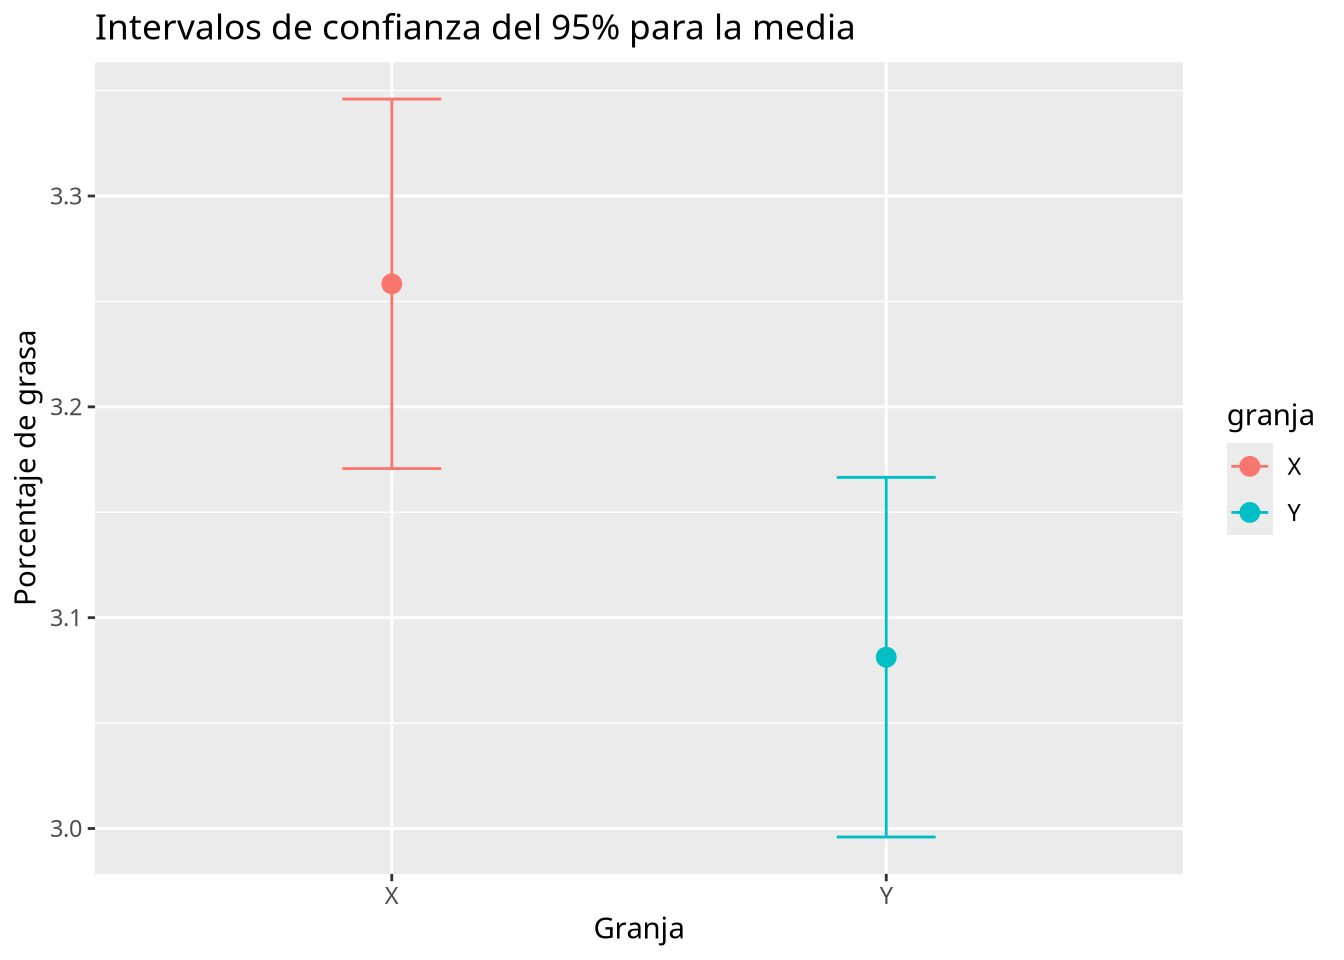 Intervalos de confianza del 95% para la media
Porcentaje de grasa
3.3
3.2
3.1
3.0
X
Y
Granja
granja
X
Y